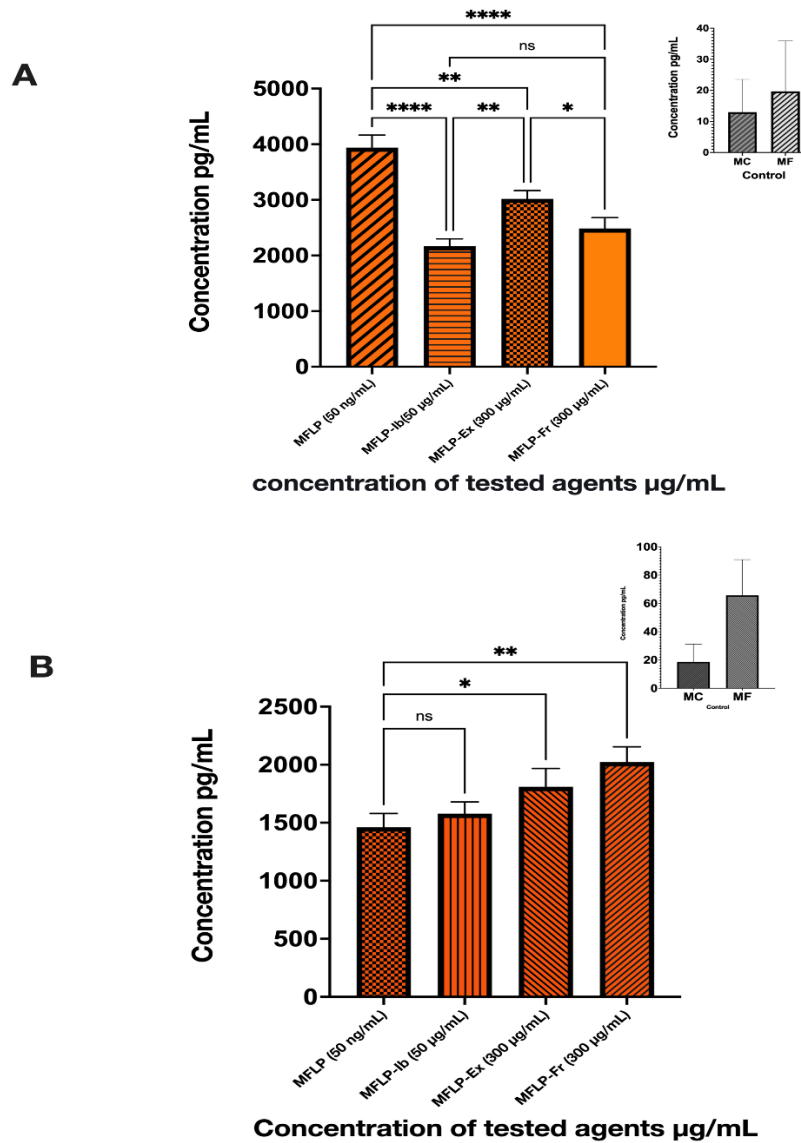 A
****
ns
**
****
**
*
Concentration pg/mL
5000
4000
3000
2000
1000
0
MFLP (50 ng/mL)
MFLP-Ib(50 µg/mL)
MFLP-Ex (300 µg/mL)
MFLP-Fr (300 µg/mL)
concentration of tested agents µg/mL
Concentration pg/mL
40
30
20
10
0
MC
MF
Control
B
**
*
ns
Concentration pg/mL
2500
2000
1500
1000
500
0
MFLP (50 ng/mL)
MFLP-Ib (50 µg/mL)
MFLP-Ex (300 µg/mL)
MFLP-Fr (300 µg/mL)
Concentration of tested agents µg/mL
Concentration pg/mL
100
80
60
40
20
0
MC
MF
Control